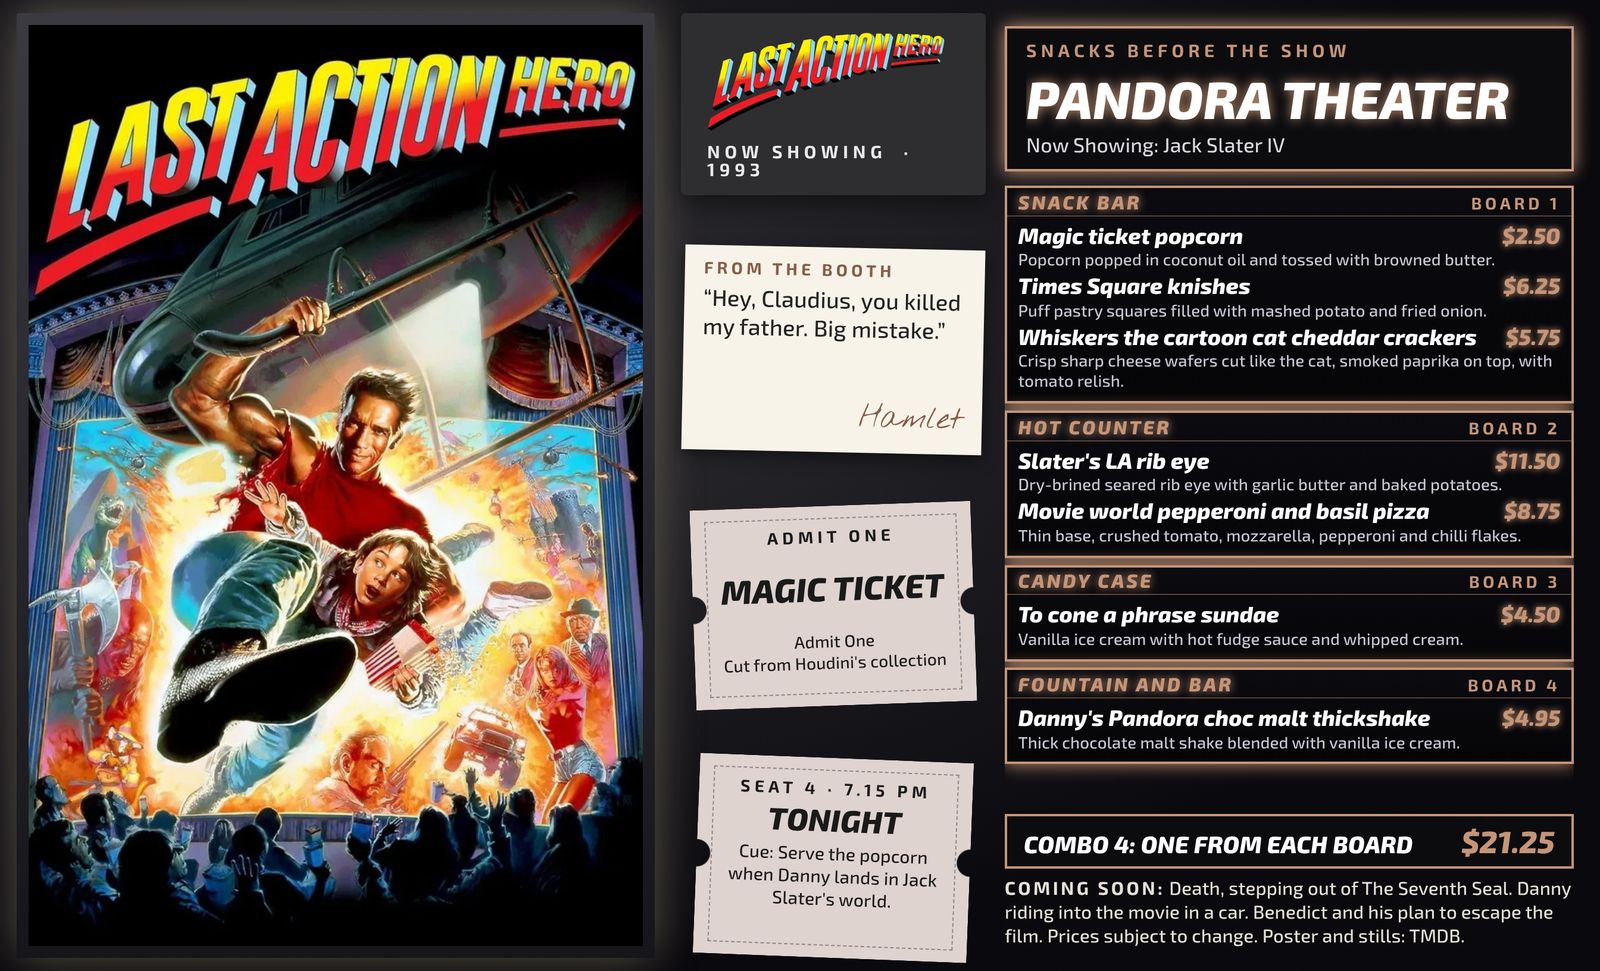 LAST ACTION HERO
LAST ACTION HERO
NOW SHOWING ·
1993
FROM THE BOOTH
“Hey, Claudius, you killed
my father. Big mistake.”
Hamlet
ADMIT ONE
MAGIC TICKET
Admit One
Cut from Houdini's collection
SEAT 4 · 7.15 PM
TONIGHT
Cue: Serve the popcorn
when Danny lands in Jack
Slater's world.
SNACKS BEFORE THE SHOW
PANDORA THEATER
Now Showing: Jack Slater IV
SNACK BAR BOARD 1
Magic ticket popcorn $2.50
Popcorn popped in coconut oil and tossed with browned butter.
Times Square knishes $6.25
Puff pastry squares filled with mashed potato and fried onion.
Whiskers the cartoon cat cheddar crackers $5.75
Crisp sharp cheese wafers cut like the cat, smoked paprika on top, with
tomato relish.
HOT COUNTER BOARD 2
Slater's LA rib eye $11.50
Dry-brined seared rib eye with garlic butter and baked potatoes.
Movie world pepperoni and basil pizza $8.75
Thin base, crushed tomato, mozzarella, pepperoni and chilli flakes.
CANDY CASE BOARD 3
To cone a phrase sundae $4.50
Vanilla ice cream with hot fudge sauce and whipped cream.
FOUNTAIN AND BAR BOARD 4
Danny's Pandora choc malt thickshake $4.95
Thick chocolate malt shake blended with vanilla ice cream.
COMBO 4: ONE FROM EACH BOARD $21.25
COMING SOON: Death, stepping out of The Seventh Seal. Danny
riding into the movie in a car. Benedict and his plan to escape the
film. Prices subject to change. Poster and stills: TMDB.